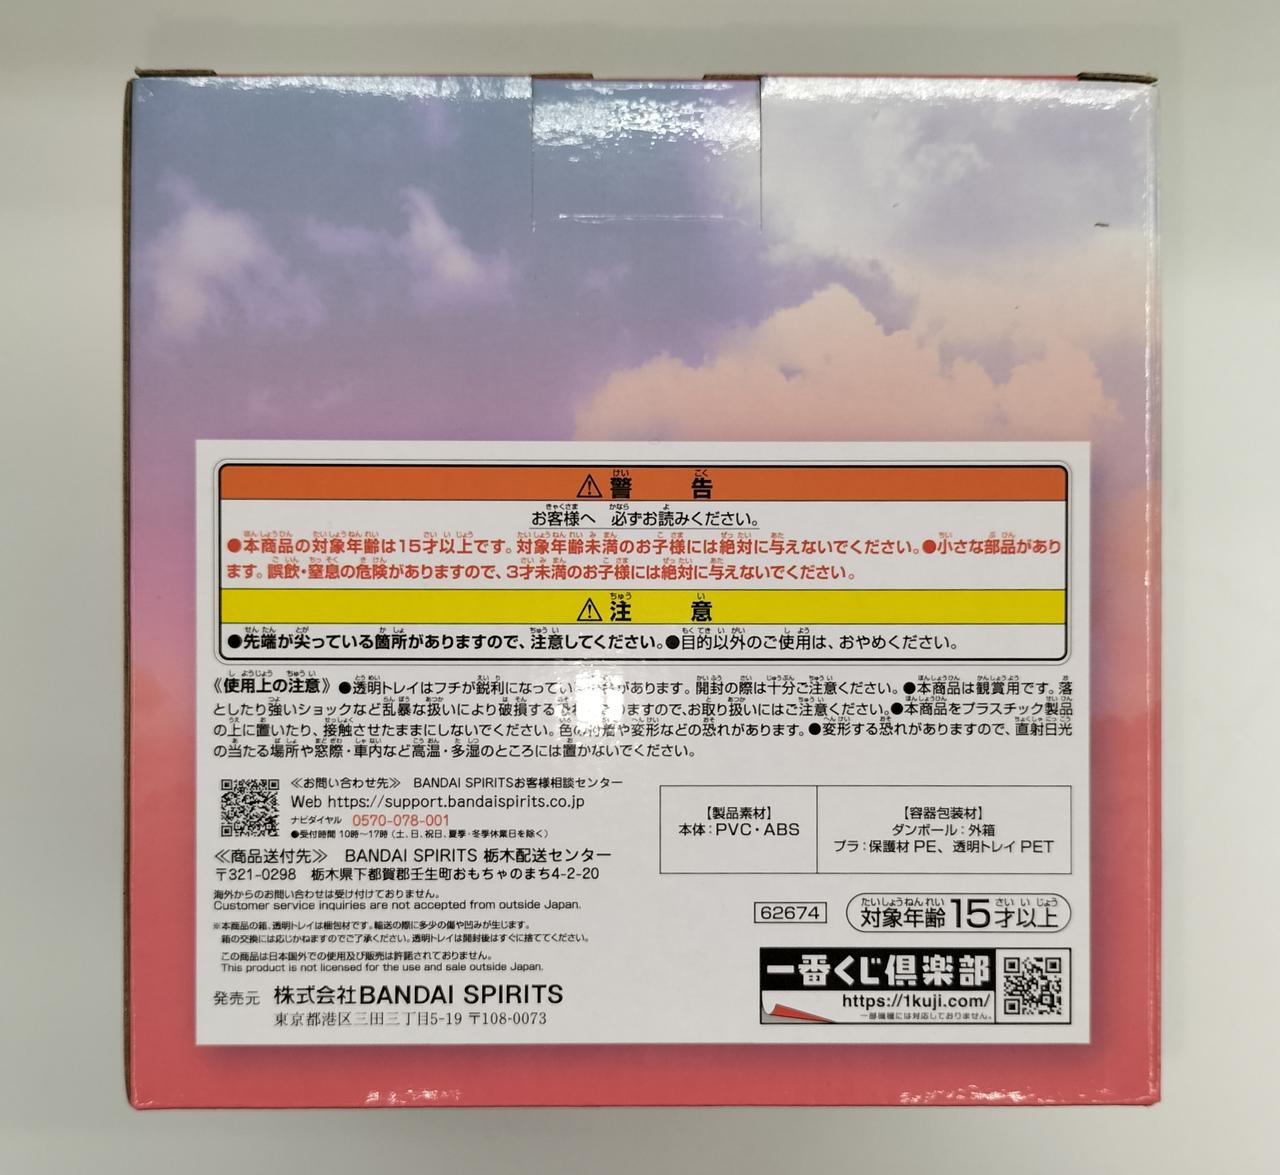 ⚠警告
お客様へ 必ずお読みください。
●本商品の対象年齢は15才以上です。対象年齢未満のお子様には絶対に与えないでください。●小さな部品があり
ます。誤飲・窒息の危険がありますので、3才未満のお子様には絶対に与えないでください。
⚠注意
●先端が尖っている箇所がありますので、注意してください。●目的以外のご使用は、おやめください。
《使用上の注意》●透明トレイはフチが鋭利になってい があります。開封の際は十分ご注意ください。●本商品は観賞用です。落
としたり強いショックなど乱暴な扱いにより破損する恐れがありますので、お取り扱いにはご注意ください。●本商品をプラスチック製品
の上に置いたり、接触させたままにしないでください。色の付着や変形などの恐れがあります。●変形する恐れがありますので、直射日光
の当たる場所や窓際・車内など高温・多湿のところには置かないでください。
≪お問い合わせ先≫ BANDAI SPIRITSお客様相談センター
Web https://support.bandaispirits.co.jp
ナビダイヤル 0570-078-001
●受付時間 10時〜17時(土、日、祝日、夏季・冬季休業日を除く)
≪商品送付先≫ BANDAI SPIRITS 栃木配送センター
〒321-0298 栃木県下都賀郡壬生町おもちゃのまち4-2-20
海外からのお問い合わせは受け付けておりません。
Customer service inquiries are not accepted from outside Japan.
※本商品の箱、透明トレイは梱包材です。輸送の際に多少の傷や凹みが生じます。
箱の交換には応じかねますのでご了承ください。透明トレイは開封後はすぐに捨ててください。
この商品は日本国外での使用及び販売は許諾されておりません。
This product is not licensed for the use and sale outside Japan.
発売元 株式会社BANDAI SPIRITS
東京都港区三田三丁目5-19 〒108-0073
【製品素材】
本体:PVC・ABS
【容器包装材】
ダンボール:外箱
プラ:保護材 PE、透明トレイ PET
62674
対象年齢15才以上
一番くじ倶楽部
https://1kuji.com/
一部機種には対応しておりません。